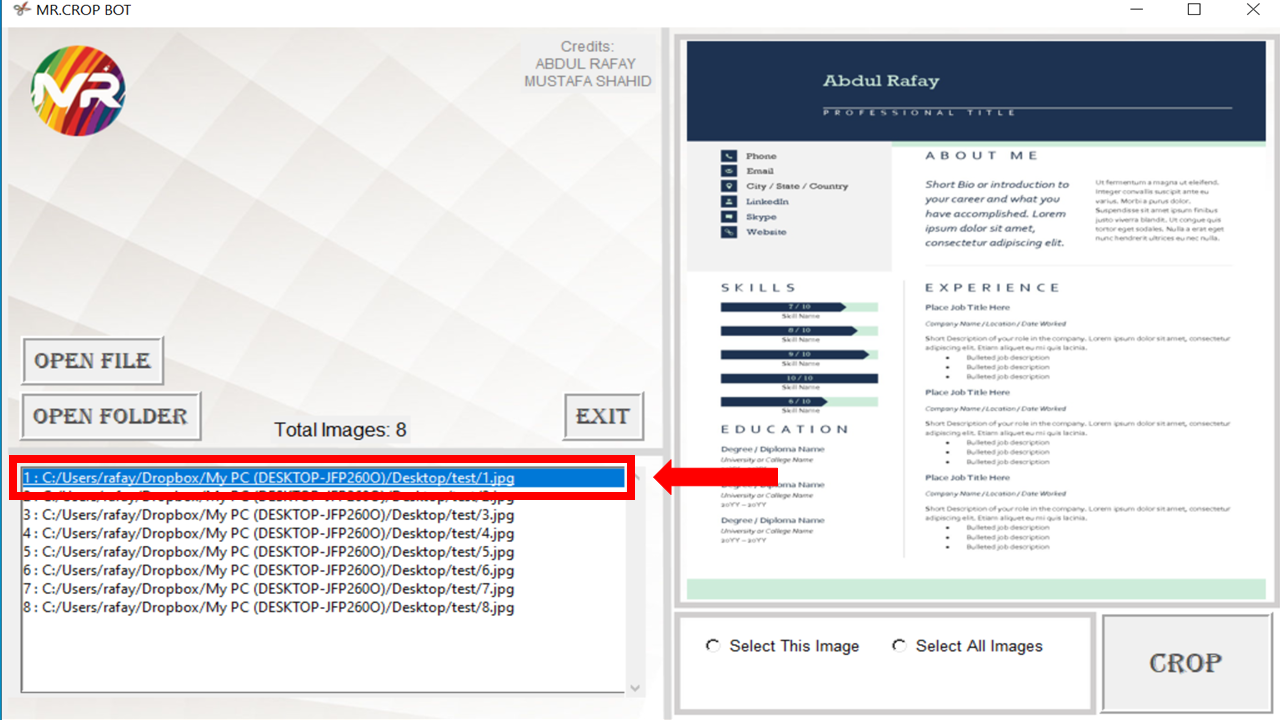 MR.CROP BOT
MR
Credits:
ABDUL RAFAY
MUSTAFA SHAHID
OPEN FILE
OPEN FOLDER
Total Images: 8
EXIT
1 : C:/Users/rafay/Dropbox/My PC (DESKTOP-JFP260O)/Desktop/test/1.jpg
3 : C:/Users/rafay/Dropbox/My PC (DESKTOP-JFP260O)/Desktop/test/3.jpg
4 : C:/Users/rafay/Dropbox/My PC (DESKTOP-JFP260O)/Desktop/test/4.jpg
5 : C:/Users/rafay/Dropbox/My PC (DESKTOP-JFP260O)/Desktop/test/5.jpg
6 : C:/Users/rafay/Dropbox/My PC (DESKTOP-JFP260O)/Desktop/test/6.jpg
7 : C:/Users/rafay/Dropbox/My PC (DESKTOP-JFP260O)/Desktop/test/7.jpg
8 : C:/Users/rafay/Dropbox/My PC (DESKTOP-JFP260O)/Desktop/test/8.jpg
Abdul Rafay
PROFESSIONAL TITLE
Phone
Email
City / State / Country
LinkedIn
Skype
Website
ABOUT ME
Short Bio or introduction to
your career and what you
have accomplished. Lorem
ipsum dolor sit amet,
consectetur adipiscing elit.
Ut fermentum a magna ut eleifend.
Integer convallis suscipit ante eu
varius. Morbi a purus dolor.
Suspendisse sit amet ipsum finibus
justo viverra blandit. Ut congue quis
tortor eget sodales. Nulla a erat eget
nunc hendrerit ultrices eu nec nulla.
SKILLS
7 / 10
Skill Name
8 / 10
Skill Name
9 / 10
Skill Name
10 / 10
Skill Name
6 / 10
Skill Name
EDUCATION
Degree / Diploma Name
University or College Name
Degree / Diploma Name
University or College Name
20YY – 20YY
Degree / Diploma Name
University or College Name
20YY – 20YY
EXPERIENCE
Place Job Title Here
Company Name / Location / Date Worked
Short Description of your role in the company. Lorem ipsum dolor sit amet, consectetur
adipiscing elit. Etiam aliquet eu mi quis lacinia.
• Bulleted job description
• Bulleted job description
• Bulleted job description
Place Job Title Here
Company Name / Location / Date Worked
Short Description of your role in the company. Lorem ipsum dolor sit amet, consectetur
adipiscing elit. Etiam aliquet eu mi quis lacinia.
• Bulleted job description
• Bulleted job description
• Bulleted job description
Place Job Title Here
Company Name / Location / Date Worked
Short Description of your role in the company. Lorem ipsum dolor sit amet, consectetur
adipiscing elit. Etiam aliquet eu mi quis lacinia.
• Bulleted job description
• Bulleted job description
• Bulleted job description
Select This Image
Select All Images
CROP